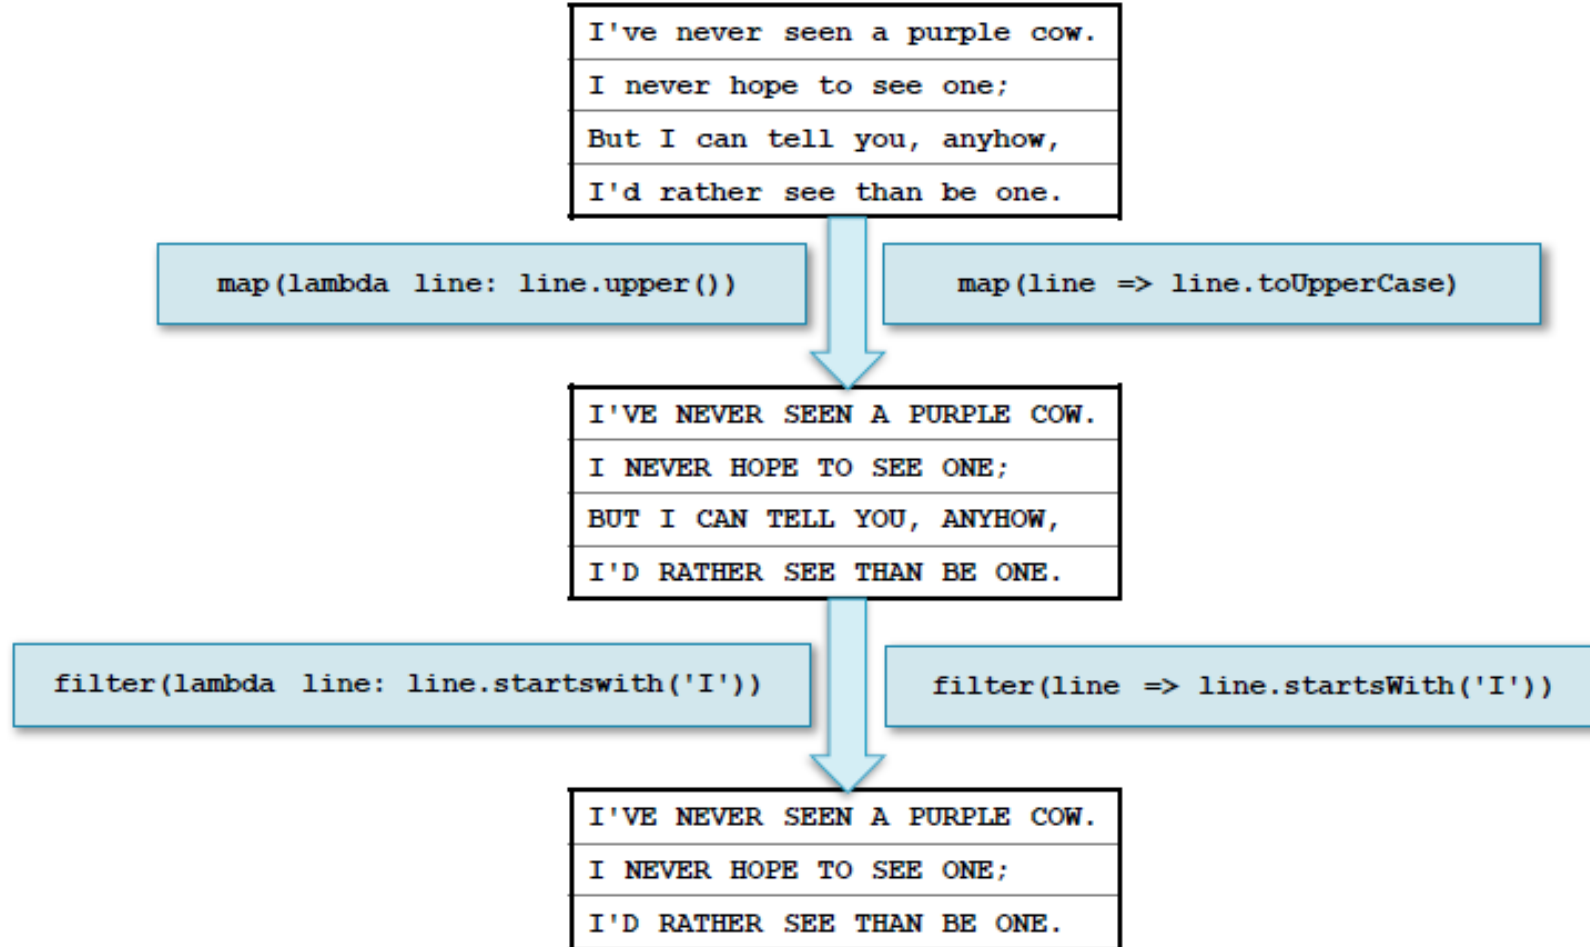 I've never seen a purple cow.
I never hope to see one;
But I can tell you, anyhow,
I'd rather see than be one.
map(lambda line: line.upper())
map(line => line.toUpperCase)
I'VE NEVER SEEN A PURPLE COW.
I NEVER HOPE TO SEE ONE;
BUT I CAN TELL YOU, ANYHOW,
I'D RATHER SEE THAN BE ONE.
filter(lambda line: line.startswith('I'))
filter(line => line.startsWith('I'))
I'VE NEVER SEEN A PURPLE COW.
I NEVER HOPE TO SEE ONE;
I'D RATHER SEE THAN BE ONE.